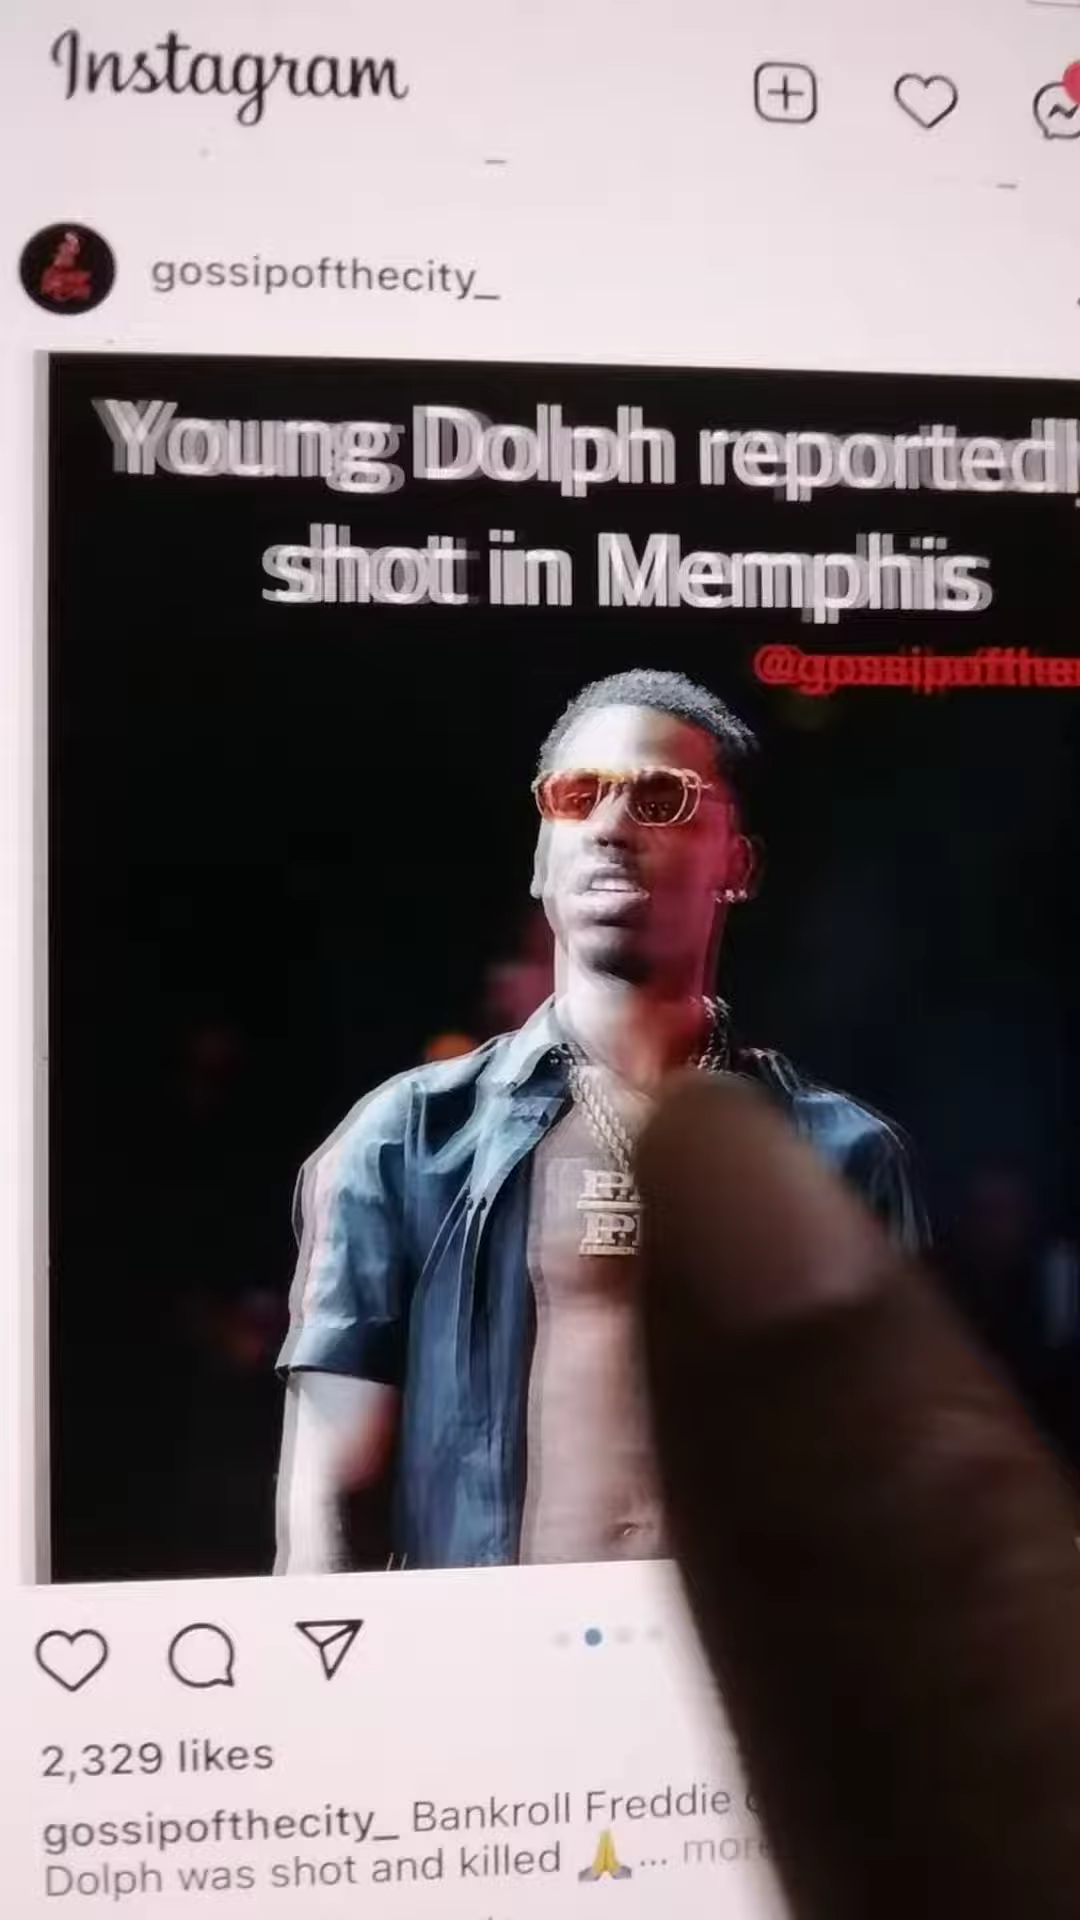 Instagram
gossipofthecity_
Young Dolph reportedl
shot in Memphis
@gossipofthe
2,329 likes
gossipofthecity_ Bankroll Freddie
Dolph was shot and killed 🙏... more